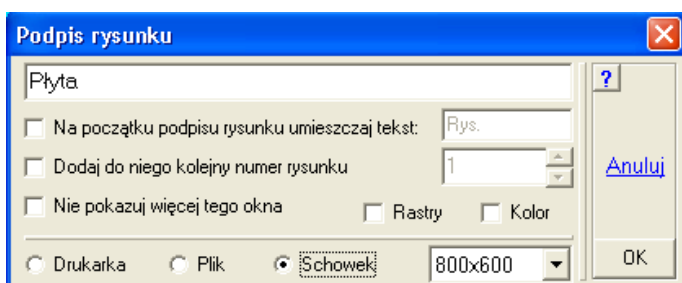 Podpis rysunku
Płyta
?
Na początku podpisu rysunku umieszczaj tekst: Rys.
Dodaj do niego kolejny numer rysunku 1
Anuluj
Nie pokazuj więcej tego okna Rastry Kolor
Drukarka Plik Schowek 800x600 OK